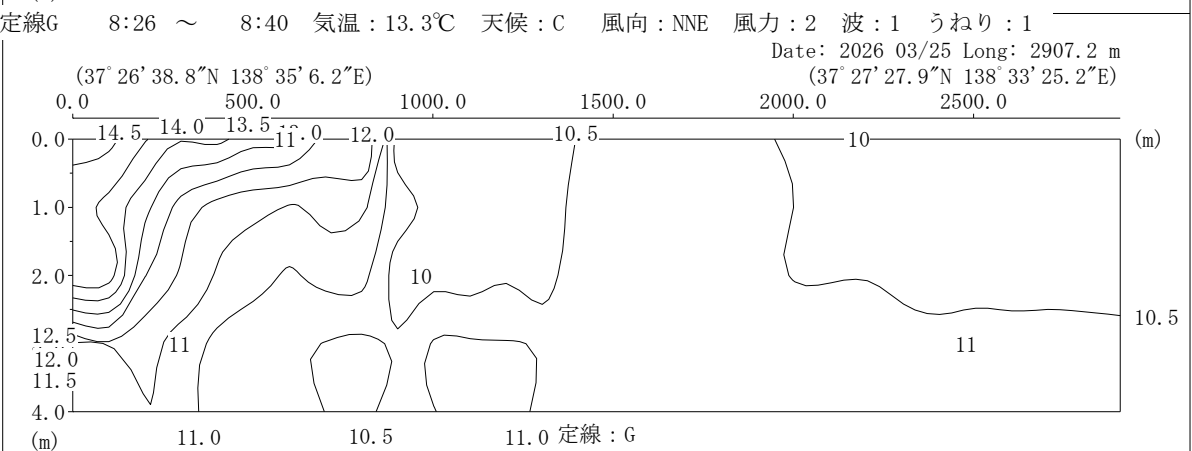 定線G 8:26 ～ 8:40 気温：13.3℃ 天候：C 風向：NNE 風力：2 波：1 うねり：1
Date: 2026 03/25 Long: 2907.2 m
(37°26'38.8"N 138°35'6.2"E) (37°27'27.9"N 138°33'25.2"E)
0.0 500.0 1000.0 1500.0 2000.0 2500.0
14.5 14.0 13.5 12.0 10.5 10
0.0 11 (m)
1.0
2.0 10
10.5
12.5 11 11
12.0
11.5
4.0
(m) 11.0 10.5 11.0 定線：G